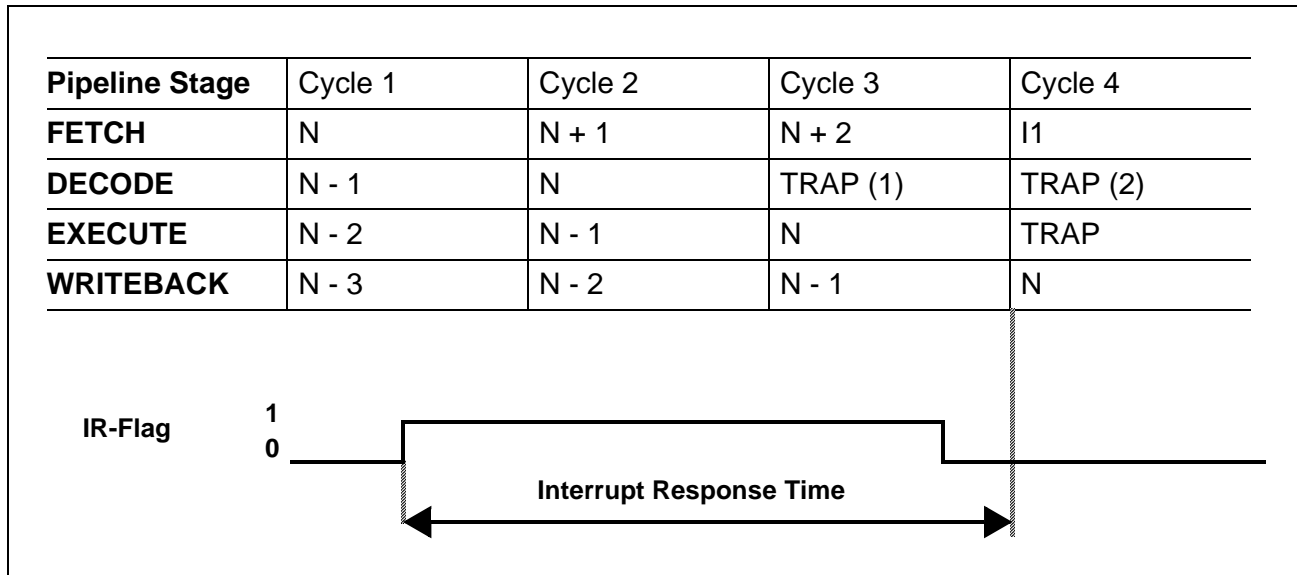 Pipeline Stage Cycle 1 Cycle 2 Cycle 3 Cycle 4
FETCH N N + 1 N + 2 I1
DECODE N - 1 N TRAP (1) TRAP (2)
EXECUTE N - 2 N - 1 N TRAP
WRITEBACK N - 3 N - 2 N - 1 N
1
IR-Flag
0
Interrupt Response Time